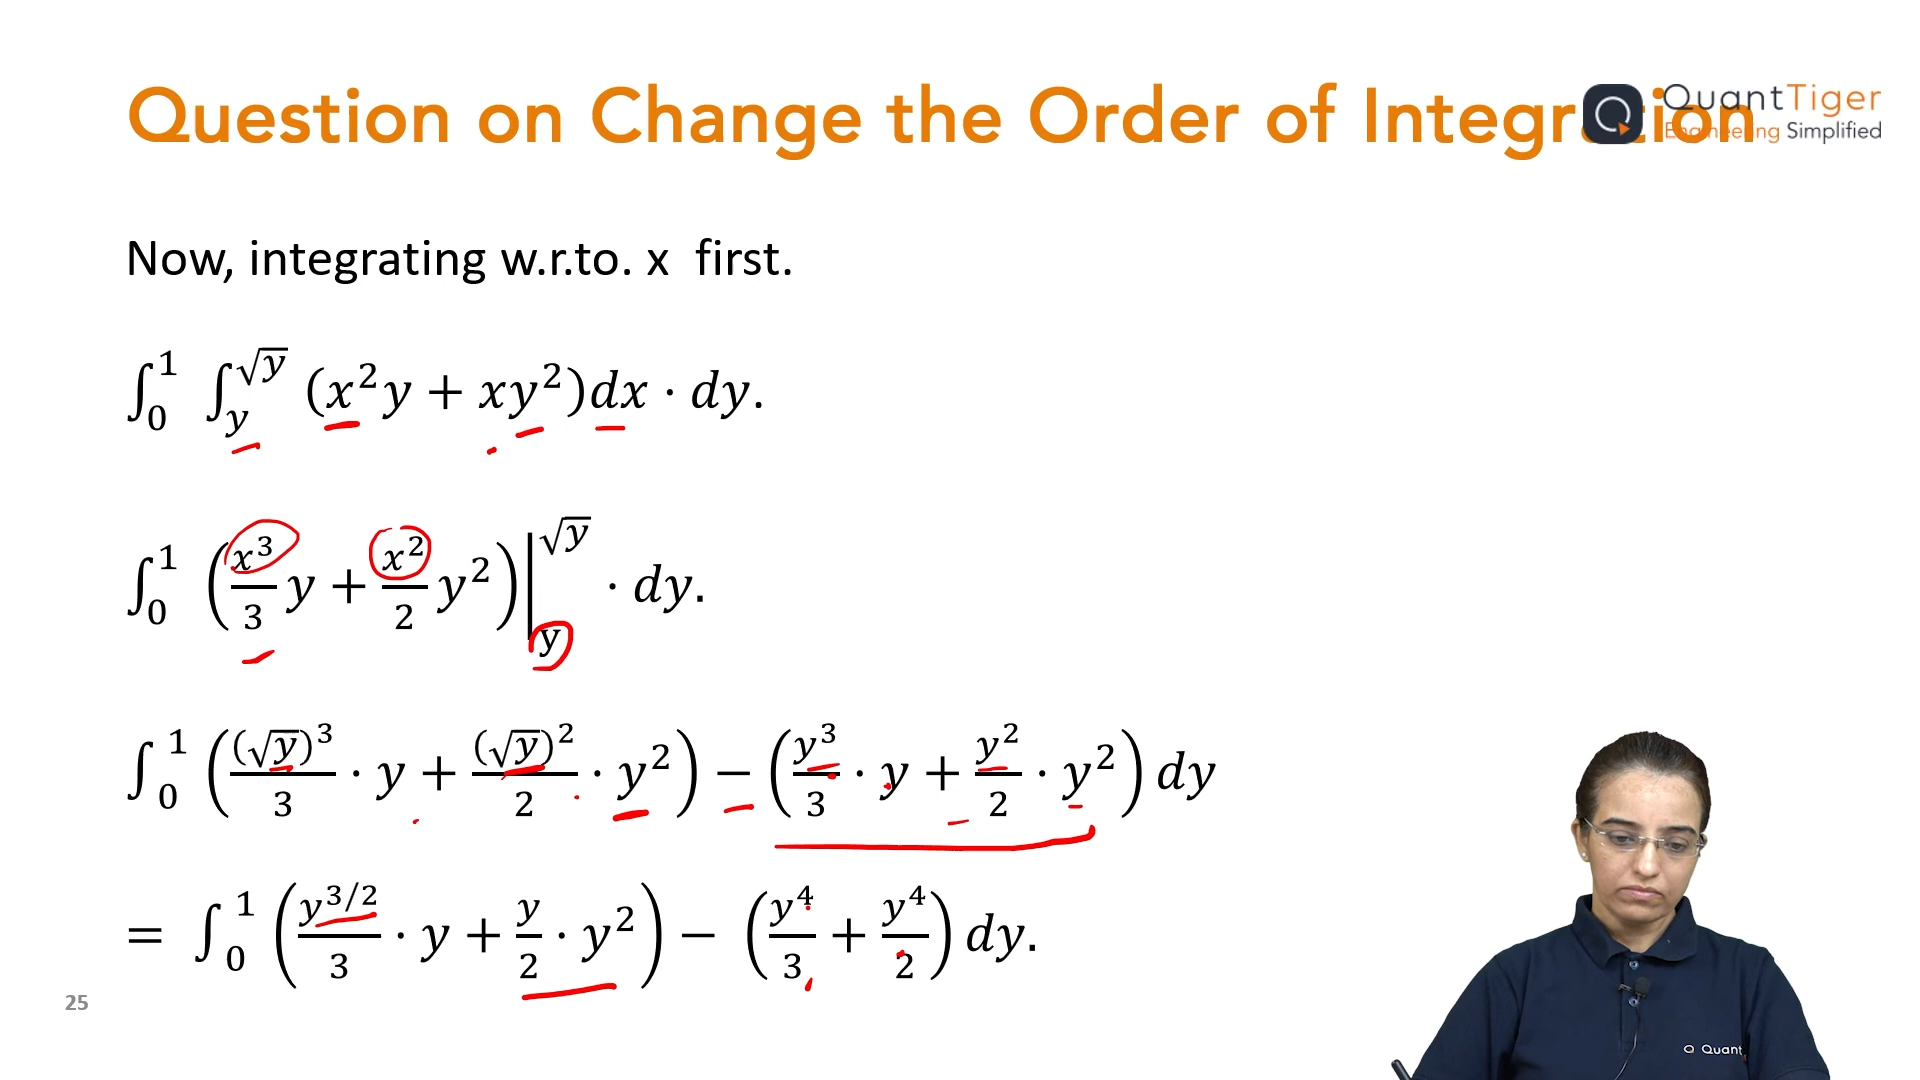 Question on Change the Order of Integration
QuantTiger
Engineering Simplified
Now, integrating w.r.to. x first.
∫₀¹ ∫_y^√y (x²y + xy²)dx · dy.
∫₀¹ (x³/3 y + x²/2 y²)|_y^√y · dy.
∫₀¹ ((√y)³/3 · y + (√y)²/2 · y²) − (y³/3 · y + y²/2 · y²) dy
= ∫₀¹ (y^3/2/3 · y + y/2 · y²) − (y⁴/3 + y⁴/2) dy.
25
Quant